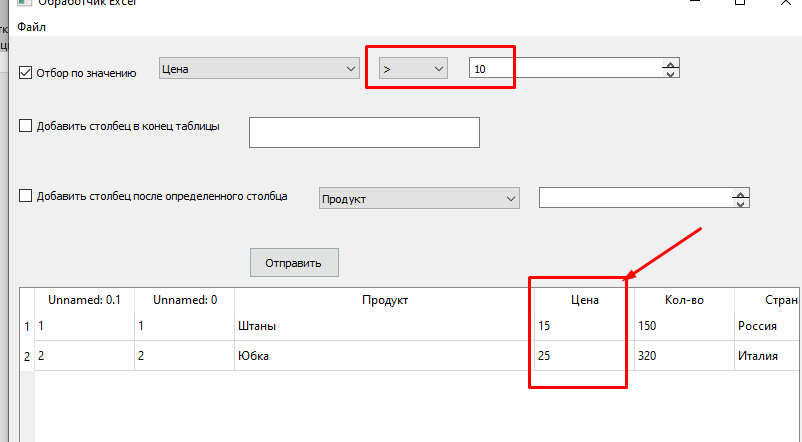 Обработчик Excel
Файл
Отбор по значению Цена > 10
Добавить столбец в конец таблицы
Добавить столбец после определенного столбца Продукт
Отправить
Unnamed: 0.1 Unnamed: 0 Продукт Цена Кол-во Страна
1 1 1 Штаны 15 150 Россия
2 2 2 Юбка 25 320 Италия